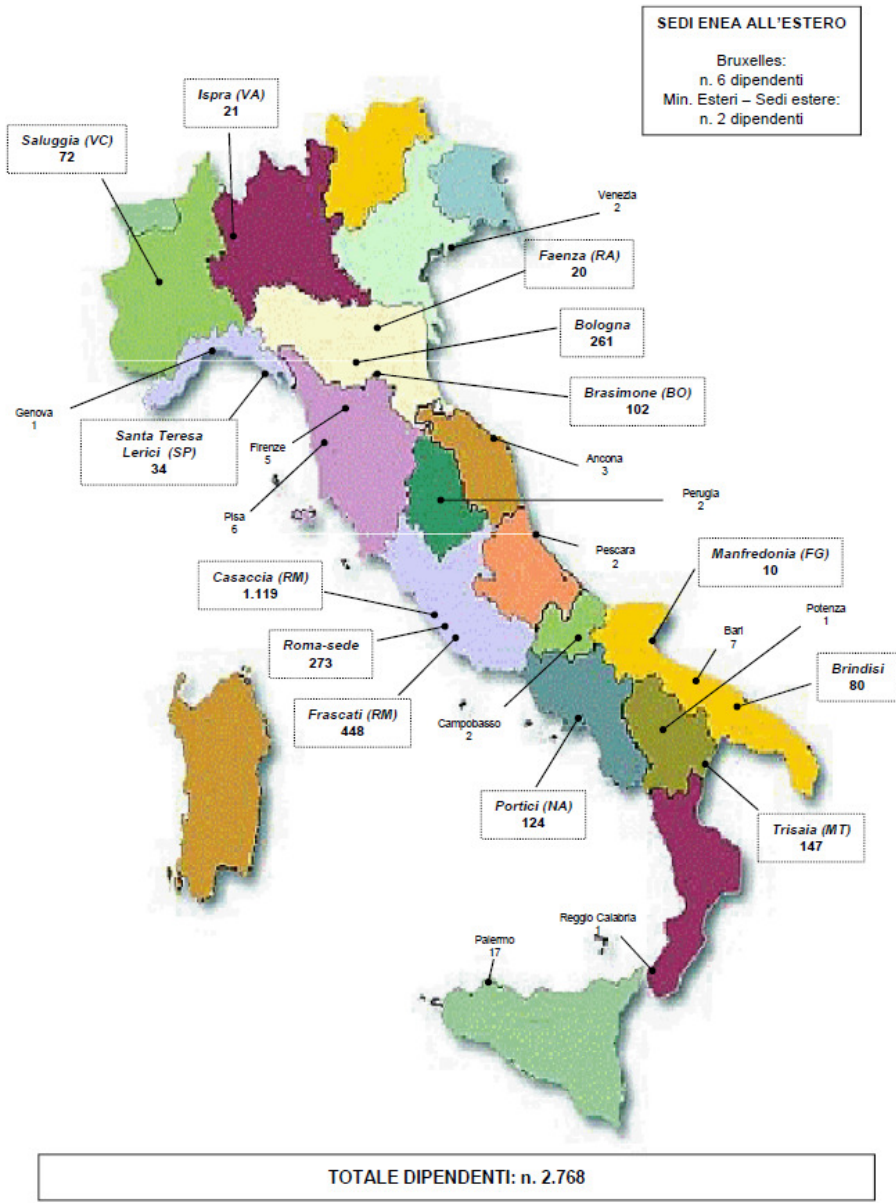 SEDI ENEA ALL'ESTERO
Bruxelles:
n. 6 dipendenti
Min. Esteri – Sedi estere:
n. 2 dipendenti
Ispra (VA)
21
Saluggia (VC)
72
Venezia
2
Faenza (RA)
20
Bologna
261
Brasimone (BO)
102
Genova
1
Santa Teresa
Lerici (SP)
34
Firenze
5
Pisa
6
Ancona
3
Perugia
2
Pescara
2
Casaccia (RM)
1.119
Roma-sede
273
Frascati (RM)
448
Manfredonia (FG)
10
Potenza
1
Bari
7
Brindisi
80
Campobasso
2
Portici (NA)
124
Trisaia (MT)
147
Reggio Calabria
1
Palermo
17
TOTALE DIPENDENTI: n. 2.768